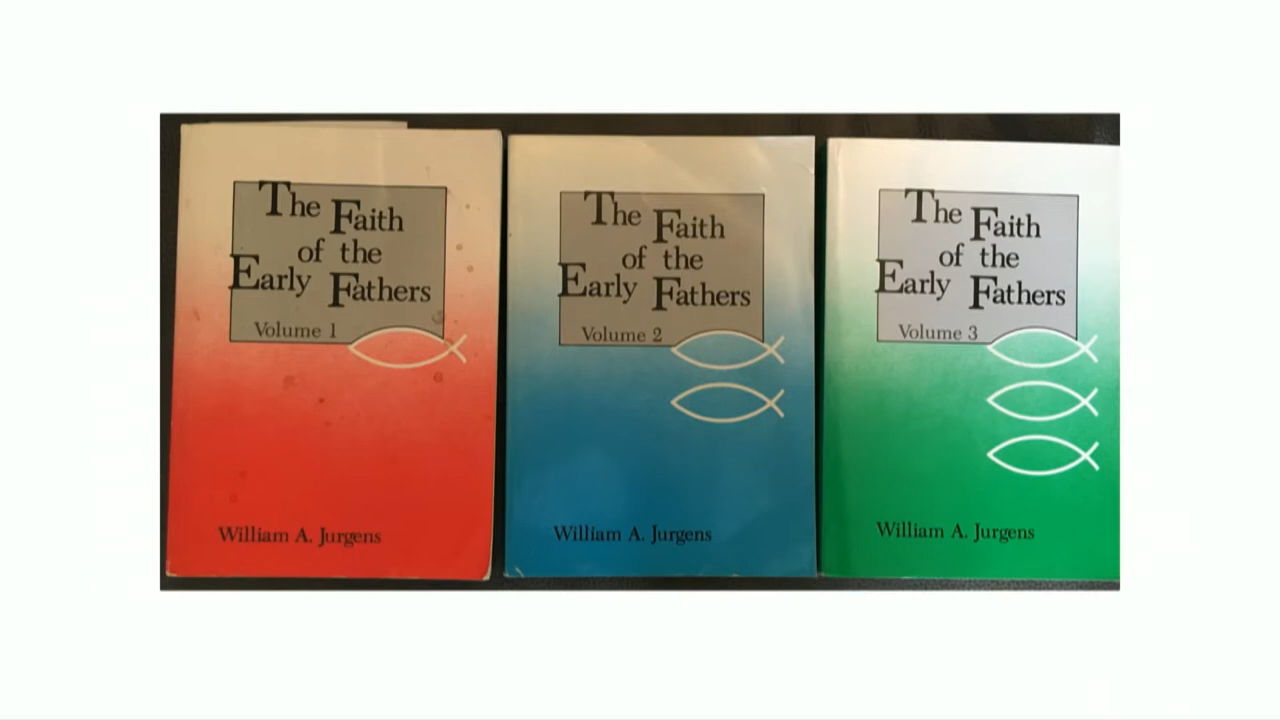 The Faith
of the
Early Fathers
Volume 1
William A. Jurgens
The Faith
of the
Early Fathers
Volume 2
William A. Jurgens
The Faith
of the
Early Fathers
Volume 3
William A. Jurgens